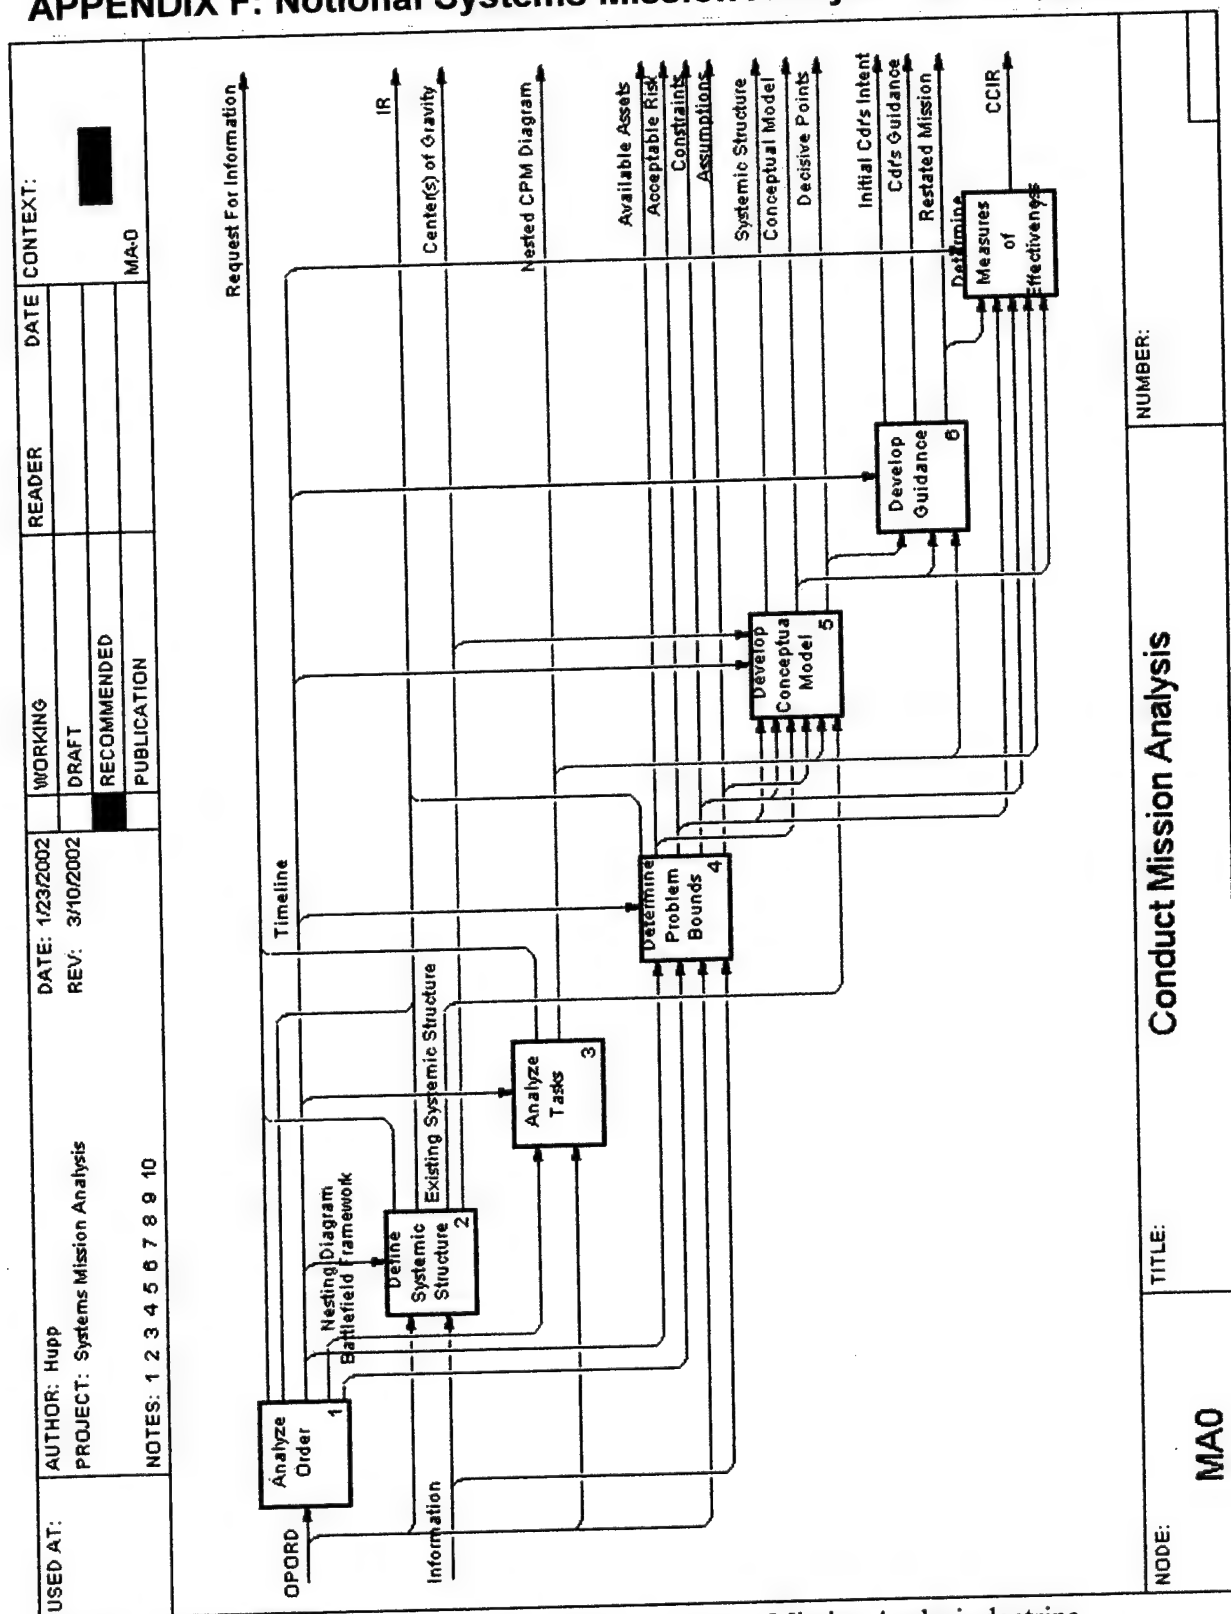 APPENDIX F: Notional Systems Mission
USED AT:
AUTHOR: Hupp
PROJECT: Systems Mission Analysis
NOTES: 1 2 3 4 5 6 7 8 9 10
DATE: 1/23/2002
REV: 3/10/2002
WORKING
DRAFT
RECOMMENDED
PUBLICATION
READER
DATE
CONTEXT:
MA-0
OPORD
Information
Analyze
Order
1
Nesting Diagram
Battlefield Framework
Define
Systemic
Structure
2
Existing Systemic Structure
Analyze
Tasks
3
Timeline
Determine
Problem
Bounds
4
Develop
Conceptua
Model
5
Develop
Guidance
6
Determine
Measures
of
Effectiveness
7
Request For Information
IR
Center(s) of Gravity
Nested CPM Diagram
Available Assets
Acceptable Risk
Constraints
Assumptions
Systemic Structure
Conceptual Model
Decisive Points
Initial Cdr's Intent
Cdr's Guidance
Restated Mission
CCIR
NODE:
MA0
TITLE:
Conduct Mission Analysis
NUMBER: